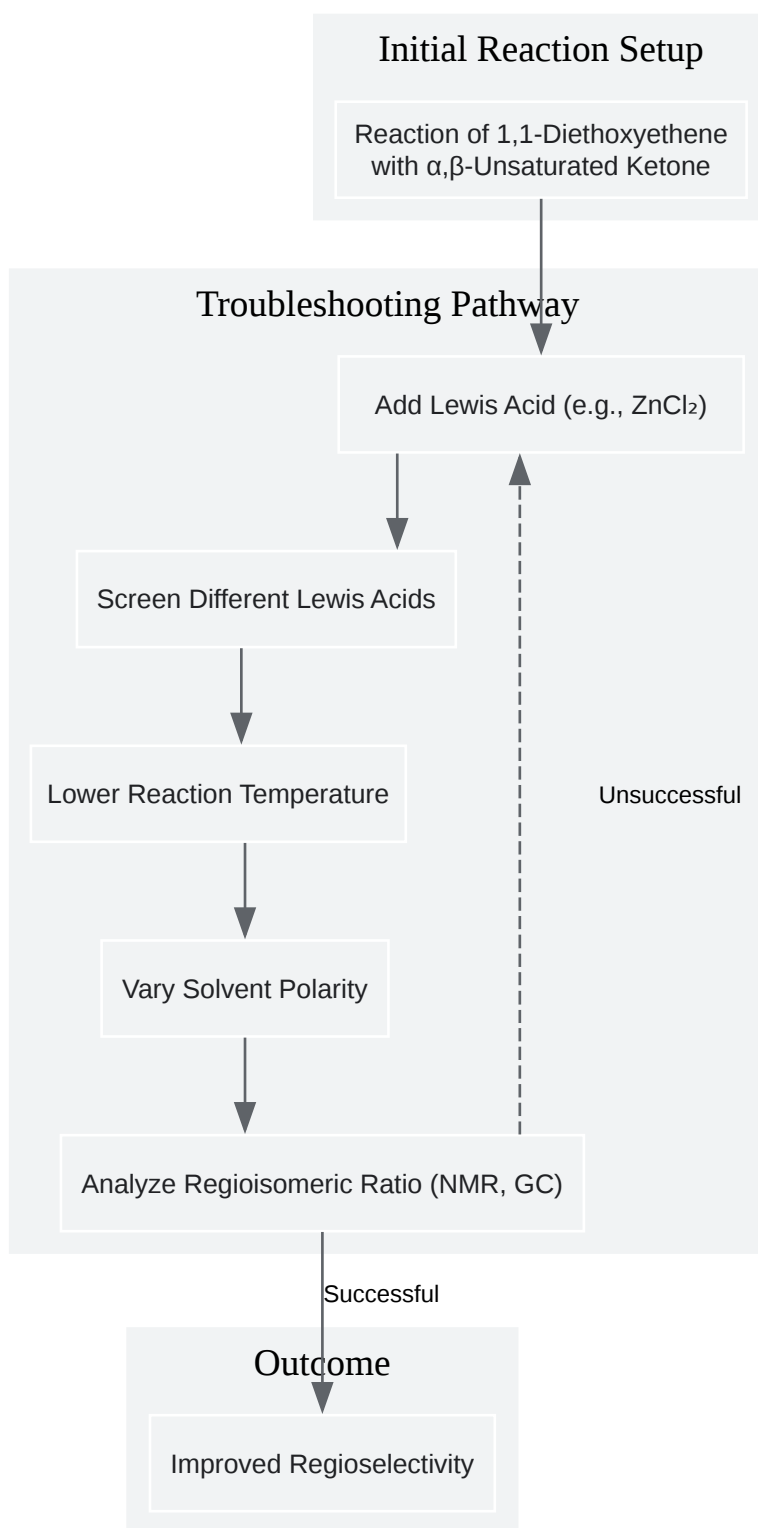 Initial Reaction Setup
Reaction of 1,1-Diethoxyethene
with α,β-Unsaturated Ketone
Troubleshooting Pathway
Add Lewis Acid (e.g., ZnCl₂)
Screen Different Lewis Acids
Lower Reaction Temperature
Unsuccessful
Vary Solvent Polarity
Analyze Regioisomeric Ratio (NMR, GC)
Successful
Outcome
Improved Regioselectivity